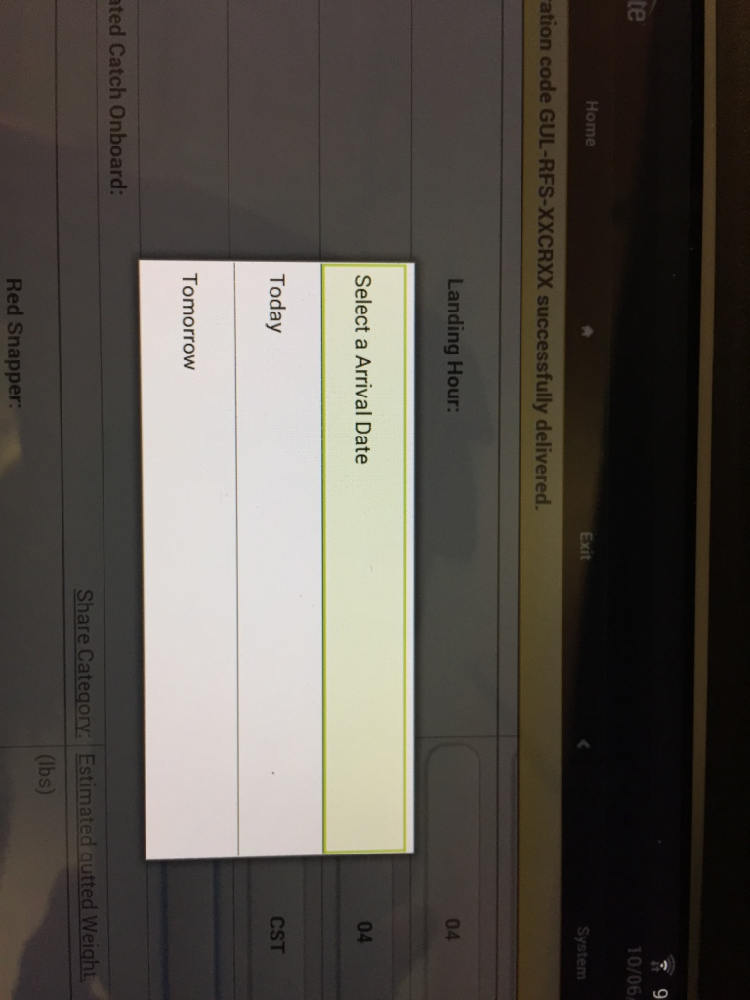 te
9
10/06
Home
Exit
System
ration code GUL-RFS-XXCRXX successfully delivered.
Landing Hour:
04
Select a Arrival Date
04
Today
CST
Tomorrow
ated Catch Onboard:
Share Category:
Estimated gutted Weight
(lbs)
Red Snapper: